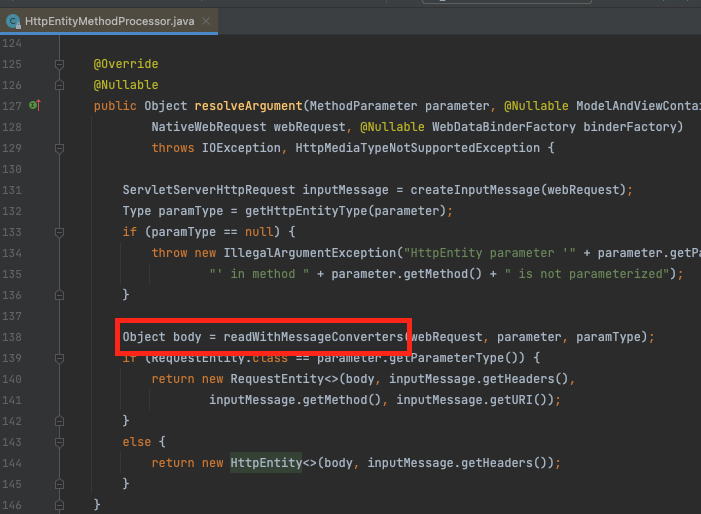 HttpEntityMethodProcessor.java
124
125 @Override
126 @Nullable
127 public Object resolveArgument(MethodParameter parameter, @Nullable ModelAndViewContai
128 NativeWebRequest webRequest, @Nullable WebDataBinderFactory binderFactory)
129 throws IOException, HttpMediaTypeNotSupportedException {
130
131 ServletServerHttpRequest inputMessage = createInputMessage(webRequest);
132 Type paramType = getHttpEntityType(parameter);
133 if (paramType == null) {
134 throw new IllegalArgumentException("HttpEntity parameter '" + parameter.getPa
135 "' in method " + parameter.getMethod() + " is not parameterized");
136 }
137
138 Object body = readWithMessageConverters(webRequest, parameter, paramType);
139 if (RequestEntity.class == parameter.getParameterType()) {
140 return new RequestEntity<>(body, inputMessage.getHeaders(),
141 inputMessage.getMethod(), inputMessage.getURI());
142 }
143 else {
144 return new HttpEntity<>(body, inputMessage.getHeaders());
145 }
146 }